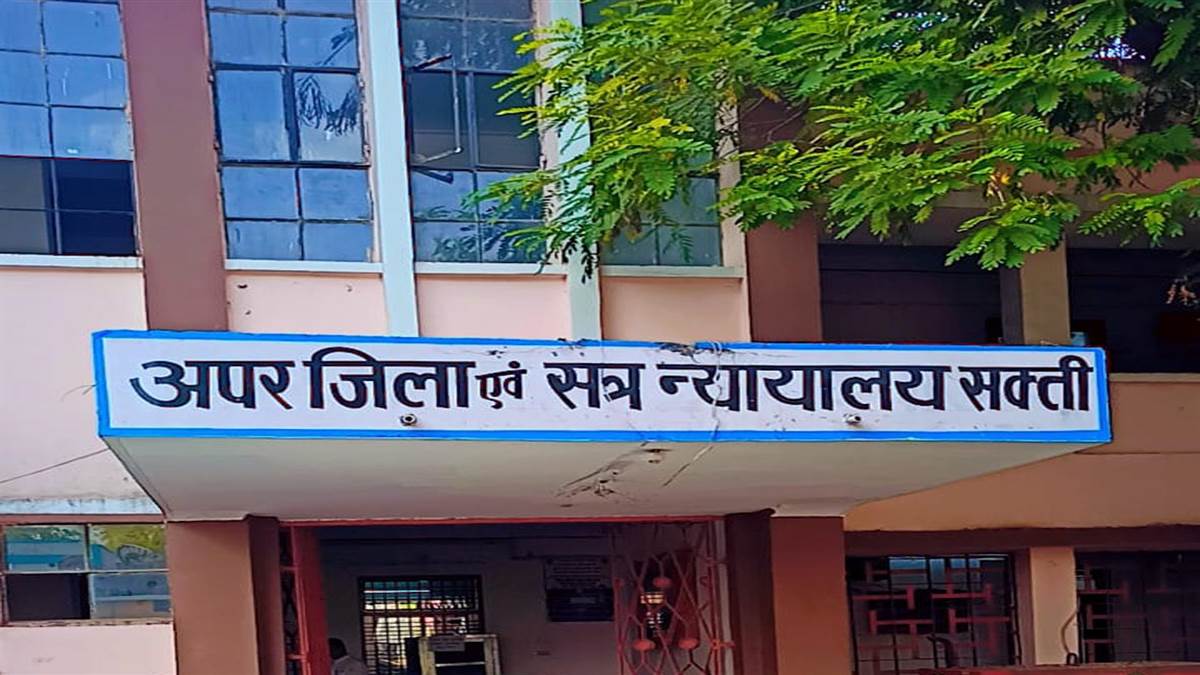 अपर जिला एवं सत्र न्यायालय सक्ती